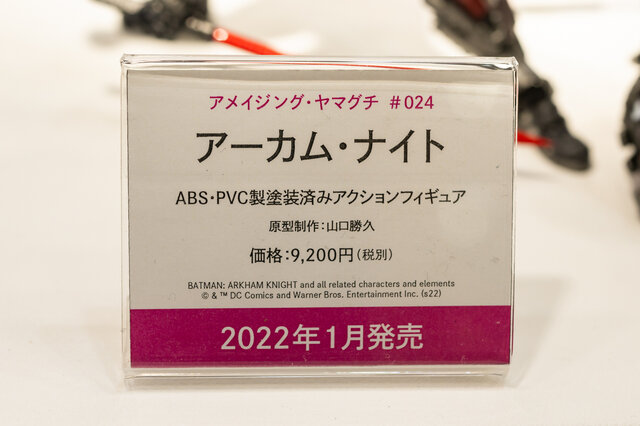 アメイジング・ヤマグチ #024
アーカム・ナイト
ABS・PVC製塗装済みアクションフィギュア
原型制作:山口勝久
価格:9,200円(税別)
BATMAN: ARKHAM KNIGHT and all related characters and elements
© & ™ DC Comics and Warner Bros. Entertainment Inc. (s22)
2022年1月発売